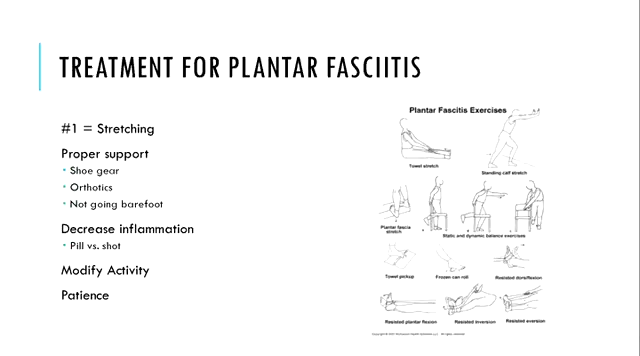 TREATMENT FOR PLANTAR FASCIITIS
#1 = Stretching
Proper support
Shoe gear
Orthotics
Not going barefoot
Decrease inflammation
Pill vs. shot
Modify Activity
Patience
Plantar Fascitis Exercises
Towel stretch
Standing calf stretch
Plantar fascia
stretch
Static and dynamic balance exercises
Towel pickup
Frozen can roll
Resisted dorsiflexion
Resisted plantar flexion
Resisted inversion
Resisted eversion